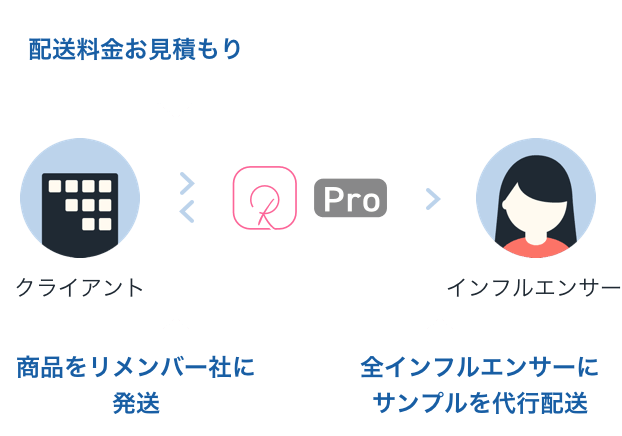 配送料金お見積もり
Pro
クライアント
インフルエンサー
商品をリメンバー社に
発送
全インフルエンサーに
サンプルを代行配送